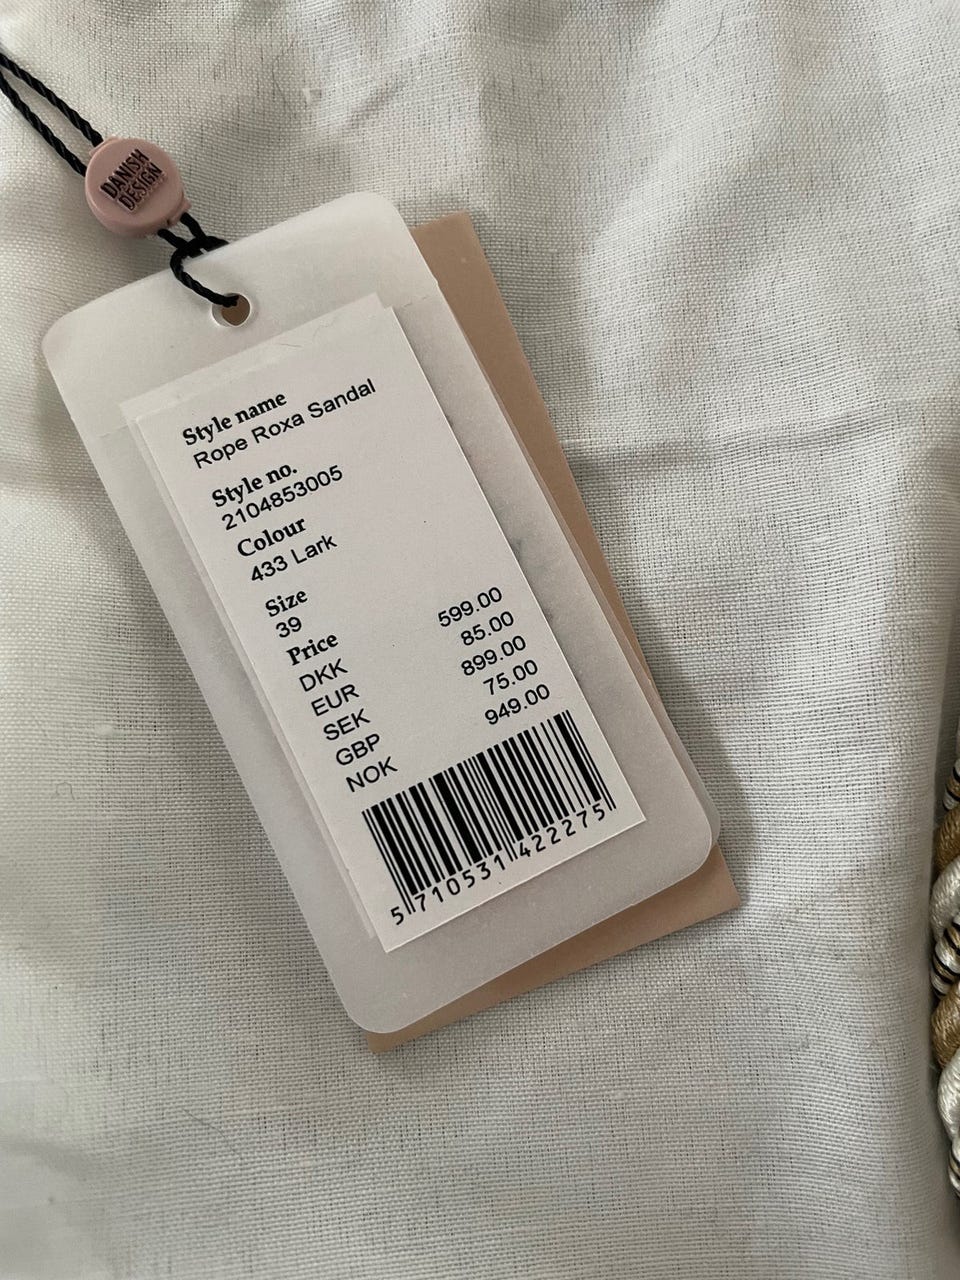 DANISH
DESIGN
Style name
Rope Roxa Sandal
Style no.
2104853005
Colour
433 Lark
Size
39
Price
DKK 599.00
EUR 85.00
SEK 899.00
GBP 75.00
NOK 949.00
5 710531 422275